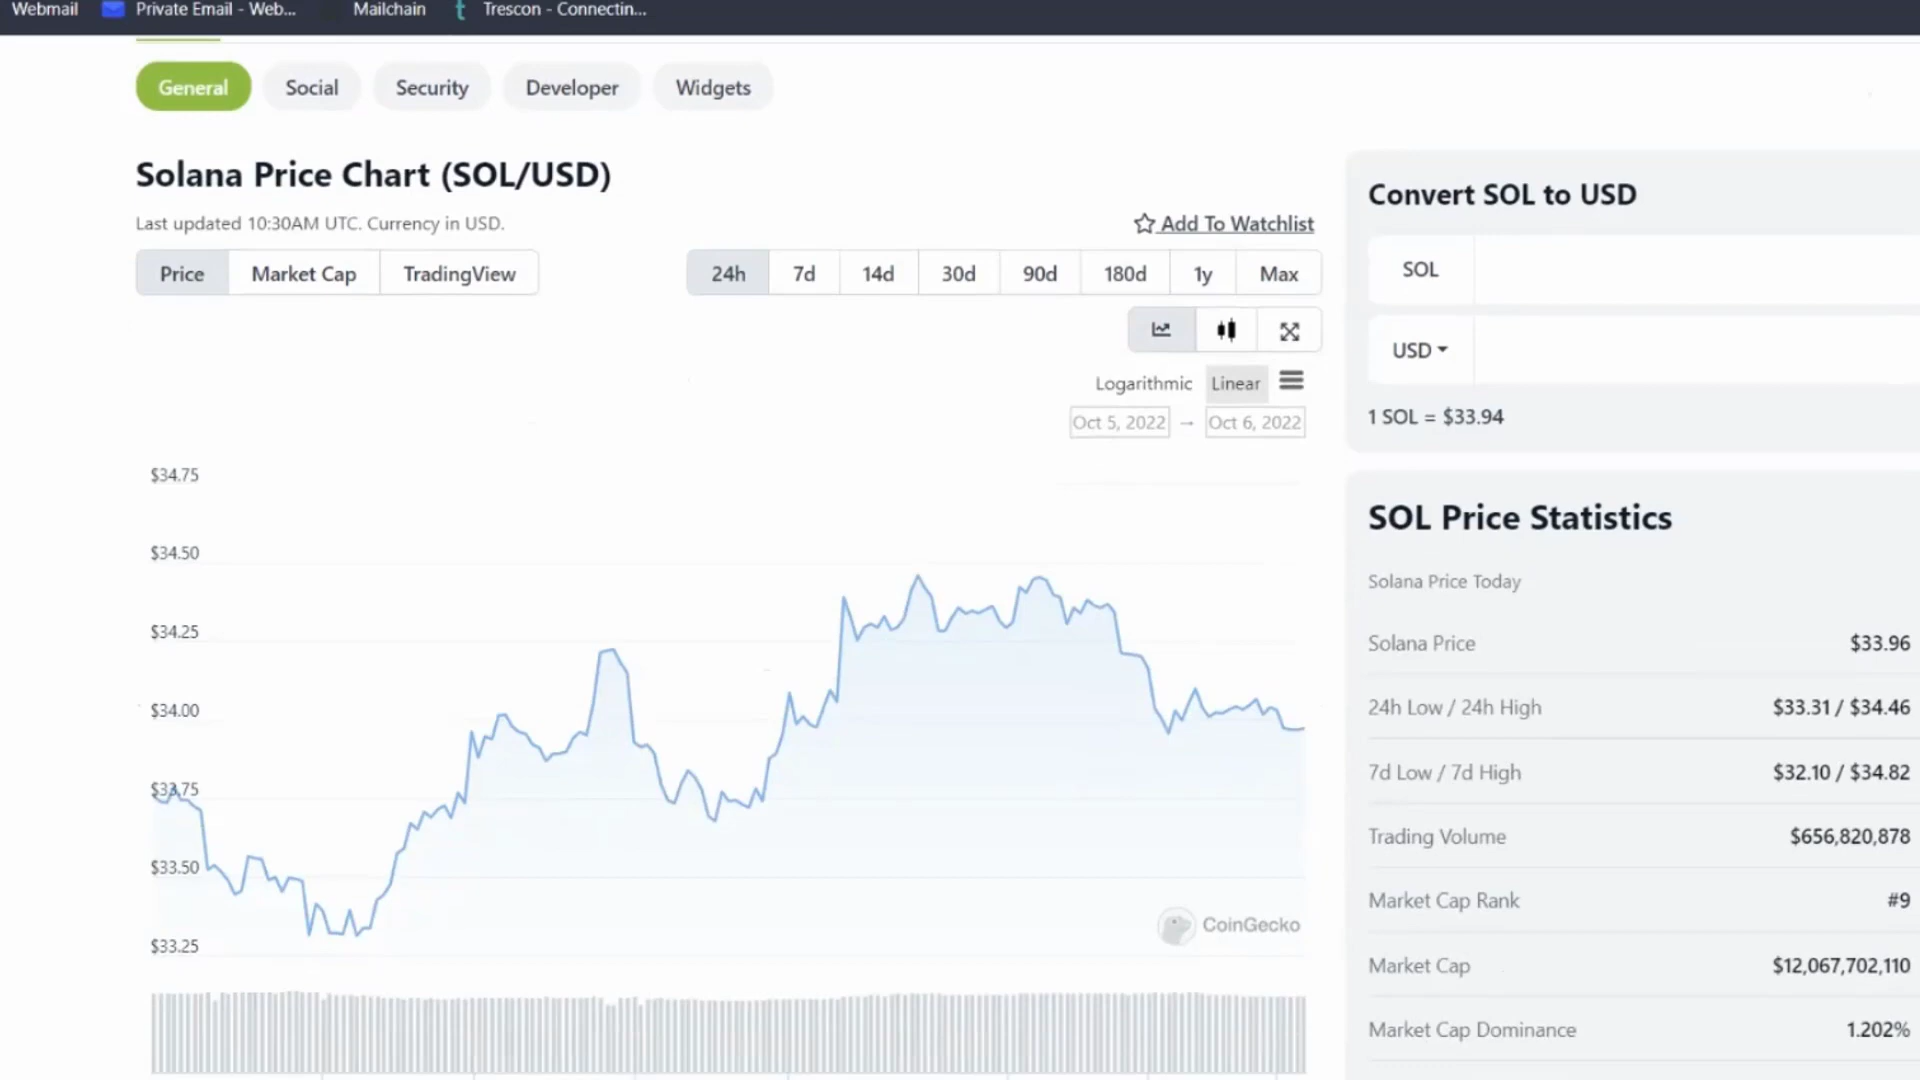 Webmail Private Email - Web... Mailchain Trescon - Connectin...
General Social Security Developer Widgets
Solana Price Chart (SOL/USD)
Last updated 10:30AM UTC. Currency in USD.
Add To Watchlist
Price Market Cap TradingView
24h 7d 14d 30d 90d 180d 1y Max
Logarithmic Linear
Oct 5, 2022 → Oct 6, 2022
$34.75
$34.50
$34.25
$34.00
$33.75
$33.50
$33.25
CoinGecko
Convert SOL to USD
SOL
USD
1 SOL = $33.94
SOL Price Statistics
Solana Price Today
Solana Price $33.96
24h Low / 24h High $33.31 / $34.46
7d Low / 7d High $32.10 / $34.82
Trading Volume $656,820,878
Market Cap Rank #9
Market Cap $12,067,702,110
Market Cap Dominance 1.202%